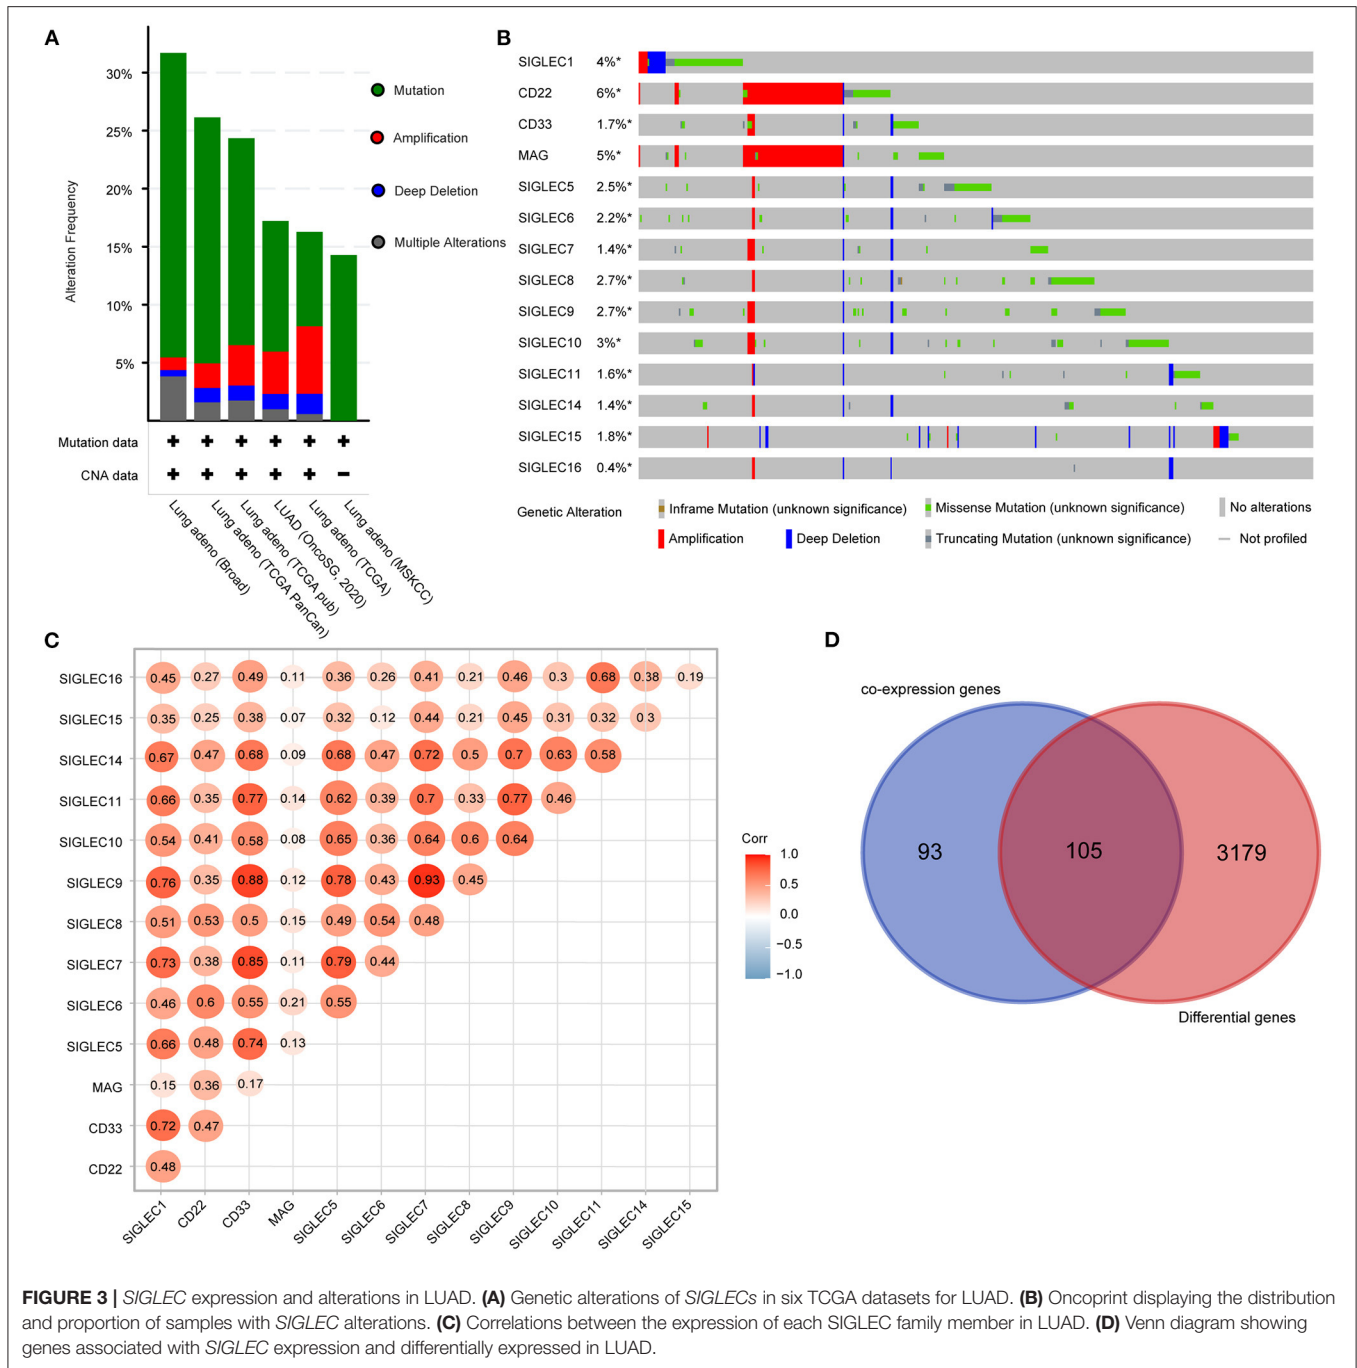 A
30%
25%
20%
15%
10%
5%
Alteration Frequency
Mutation
Amplification
Deep Deletion
Multiple Alterations
Mutation data + + + + + +
CNA data + + + + + −
Lung adeno (Broad)
Lung adeno (TCGA PanCan)
Lung adeno (TCGA pub)
LUAD (OncoSG, 2020)
Lung adeno (TCGA)
Lung adeno (MSKCC)
B
SIGLEC1 4%*
CD22 6%*
CD33 1.7%*
MAG 5%*
SIGLEC5 2.5%*
SIGLEC6 2.2%*
SIGLEC7 1.4%*
SIGLEC8 2.7%*
SIGLEC9 2.7%*
SIGLEC10 3%*
SIGLEC11 1.6%*
SIGLEC14 1.4%*
SIGLEC15 1.8%*
SIGLEC16 0.4%*
Genetic Alteration Inframe Mutation (unknown significance) Missense Mutation (unknown significance) No alterations
Amplification Deep Deletion Truncating Mutation (unknown significance) Not profiled
C
SIGLEC16 0.45 0.27 0.49 0.11 0.36 0.26 0.41 0.21 0.46 0.3 0.68 0.38 0.19
SIGLEC15 0.35 0.25 0.38 0.07 0.32 0.12 0.44 0.21 0.45 0.31 0.32 0.3
SIGLEC14 0.67 0.47 0.68 0.09 0.68 0.47 0.72 0.5 0.7 0.63 0.58
SIGLEC11 0.66 0.35 0.77 0.14 0.62 0.39 0.7 0.33 0.77 0.46
SIGLEC10 0.54 0.41 0.58 0.08 0.65 0.36 0.64 0.6 0.64
SIGLEC9 0.76 0.35 0.88 0.12 0.78 0.43 0.93 0.45
SIGLEC8 0.51 0.53 0.5 0.15 0.49 0.54 0.48
SIGLEC7 0.73 0.38 0.85 0.11 0.79 0.44
SIGLEC6 0.46 0.6 0.55 0.21 0.55
SIGLEC5 0.66 0.48 0.74 0.13
MAG 0.15 0.36 0.17
CD33 0.72 0.47
CD22 0.48
SIGLEC1 CD22 CD33 MAG SIGLEC5 SIGLEC6 SIGLEC7 SIGLEC8 SIGLEC9 SIGLEC10 SIGLEC11 SIGLEC14 SIGLEC15
Corr
1.0
0.5
0.0
−0.5
−1.0
D
co-expression genes
93 105 3179
Differential genes
FIGURE 3 | SIGLEC expression and alterations in LUAD. (A) Genetic alterations of SIGLECs in six TCGA datasets for LUAD. (B) Oncoprint displaying the distribution
and proportion of samples with SIGLEC alterations. (C) Correlations between the expression of each SIGLEC family member in LUAD. (D) Venn diagram showing
genes associated with SIGLEC expression and differentially expressed in LUAD.